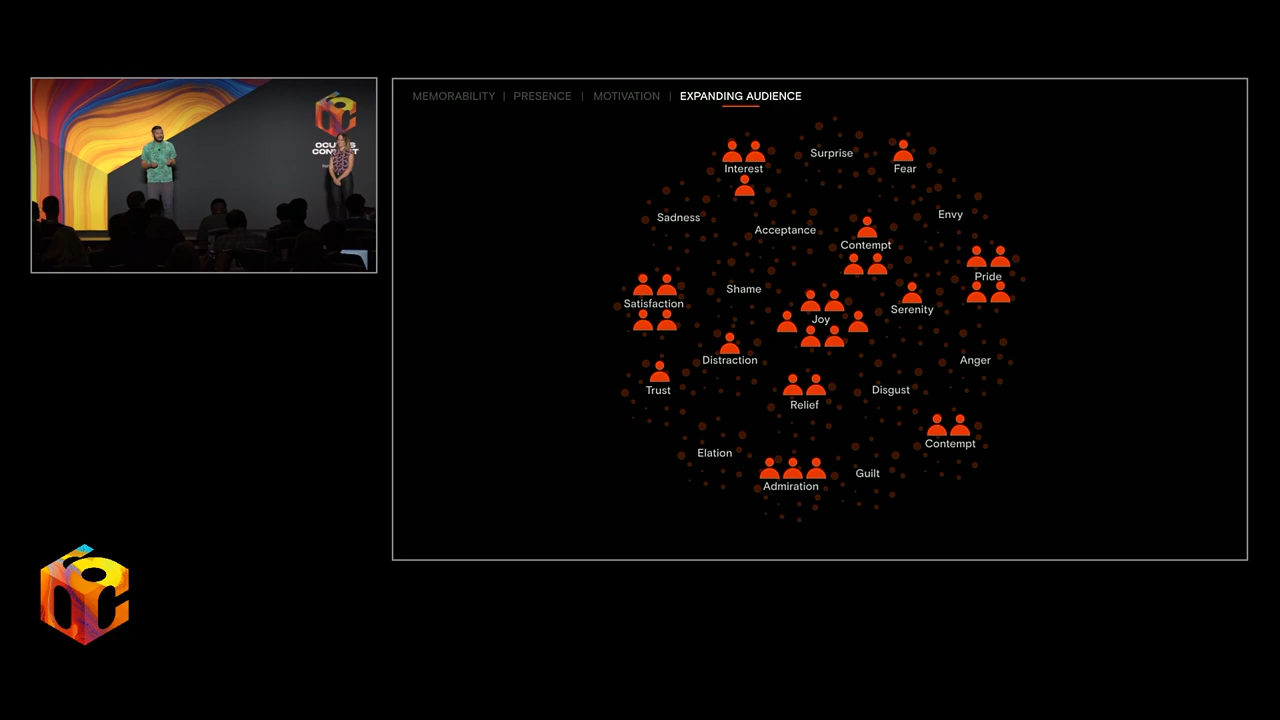 MEMORABILITY | PRESENCE | MOTIVATION | EXPANDING AUDIENCE
Surprise
Interest
Fear
Sadness
Envy
Acceptance
Contempt
Pride
Shame
Satisfaction
Serenity
Joy
Distraction
Anger
Trust
Disgust
Relief
Contempt
Elation
Guilt
Admiration